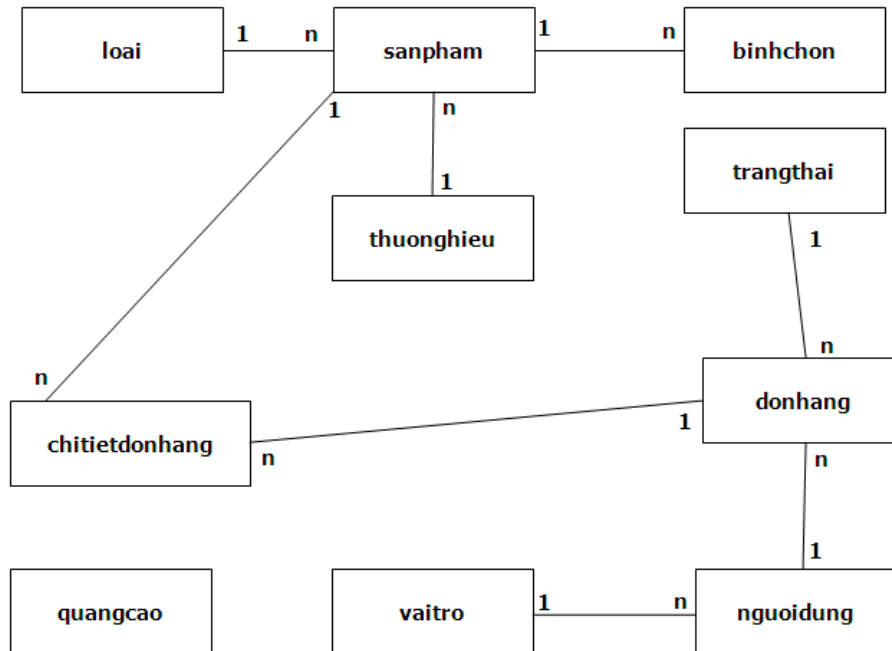 loai
1
n
sanpham
1
n
binhchon
1
n
trangthai
1
thuonghieu
1
n
n
donhang
chitietdonhang
n
1
n
1
quangcao
vaitro
1
n
nguoidung